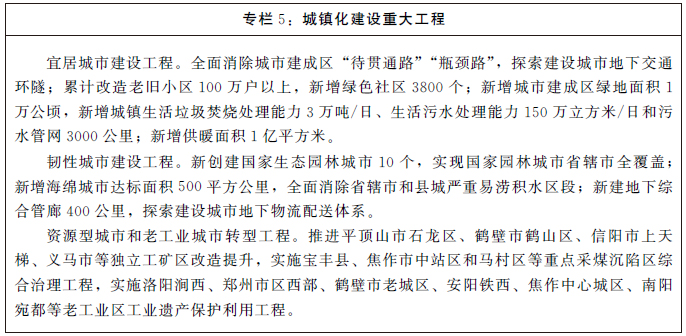 专栏 5：城镇化建设重大工程
宜居城市建设工程。全面消除城市建成区“待贯通路”“瓶颈路”，探索建设城市地下交通
环隧；累计改造老旧小区 100 万户以上，新增绿色社区 3800 个；新增城市建成区绿地面积 1
万公顷，新增城镇生活垃圾焚烧处理能力 3 万吨/日、生活污水处理能力 150 万立方米/日和污
水管网 3000 公里；新增供暖面积 1 亿平方米。
韧性城市建设工程。新创建国家生态园林城市 10 个，实现国家园林城市省辖市全覆盖；
新增海绵城市达标面积 500 平方公里，全面消除省辖市和县城严重易涝积水区段；新建地下综
合管廊 400 公里，探索建设城市地下物流配送体系。
资源型城市和老工业城市转型工程。推进平顶山市石龙区、鹤壁市鹤山区、信阳市上天
梯、义马市等独立工矿区改造提升，实施宝丰县、焦作市中站区和马村区等重点采煤沉陷区综
合治理工程，实施洛阳涧西、郑州市区西部、鹤壁市老城区、安阳铁西、焦作中心城区、南阳
宛都等老工业区工业遗产保护利用工程。